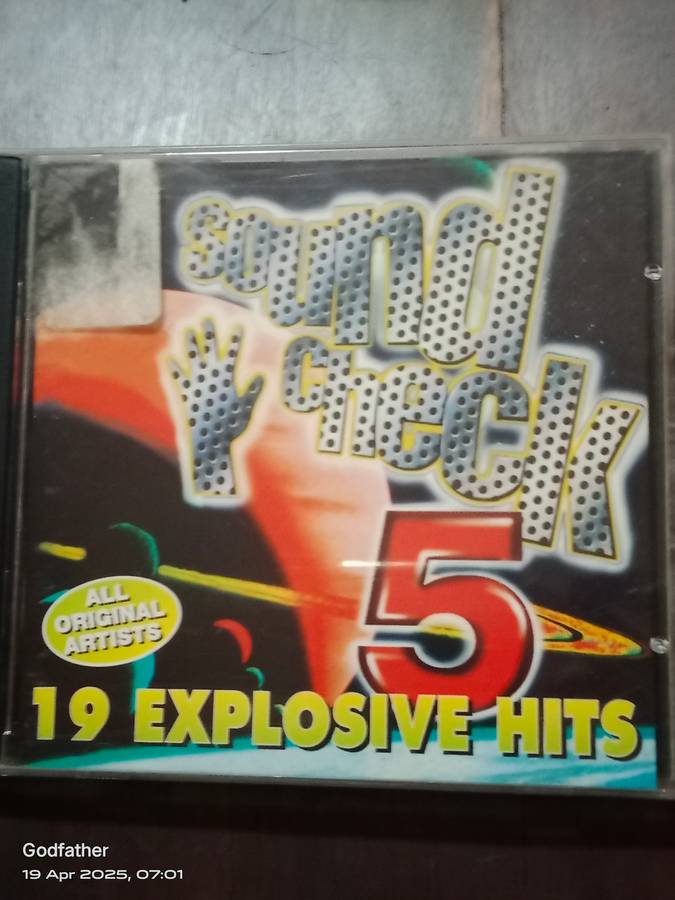 sound
check
5
ALL
ORIGINAL
ARTISTS
19 EXPLOSIVE HITS
Godfather
19 Apr 2025, 07:01